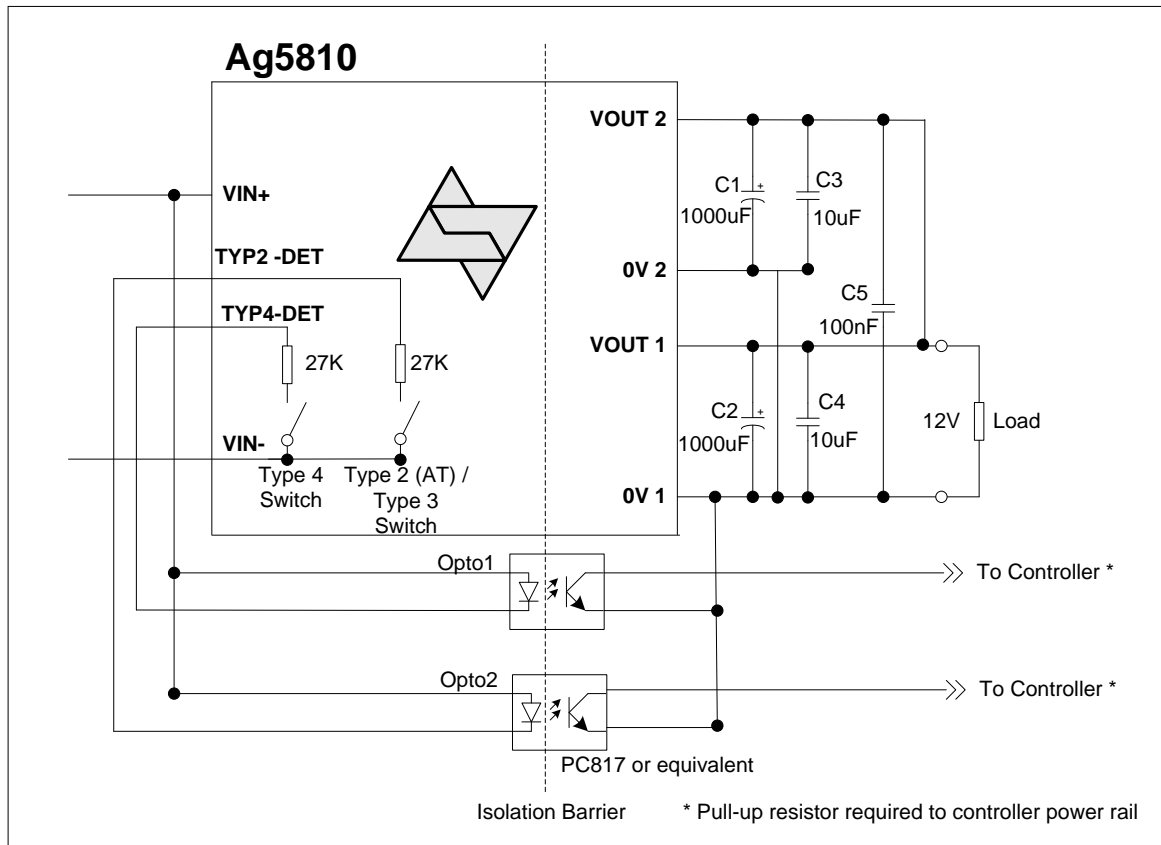 Ag5810
VOUT 2
VIN+
C1
1000uF
C3
10uF
TYP2 -DET
0V 2
TYP4-DET
C5
100nF
VOUT 1
27K
27K
C2
1000uF
C4
10uF
12V
Load
VIN-
Type 4
Switch
Type 2 (AT) /
Type 3
Switch
0V 1
Opto1
To Controller *
Opto2
To Controller *
PC817 or equivalent
Isolation Barrier
* Pull-up resistor required to controller power rail
+
+